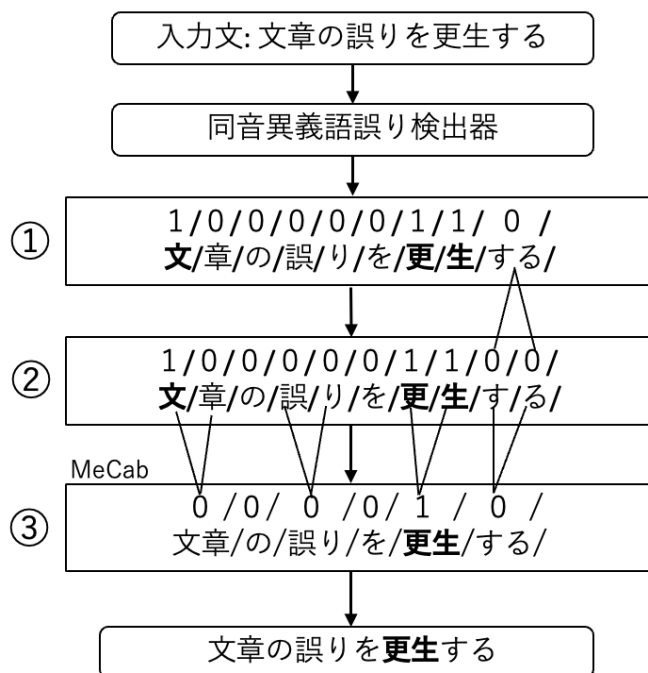 入力文: 文章の誤りを更生する
同音異義語誤り検出器
①
1/0/0/0/0/0/1/1/ 0 /
文/章/の/誤/り/を/更/生/する/
②
1/0/0/0/0/0/1/1/0/0/
文/章/の/誤/り/を/更/生/す/る/
MeCab
③
0 /0/ 0 /0/ 1 / 0 /
文章/の/誤り/を/更生/する/
文章の誤りを更生する